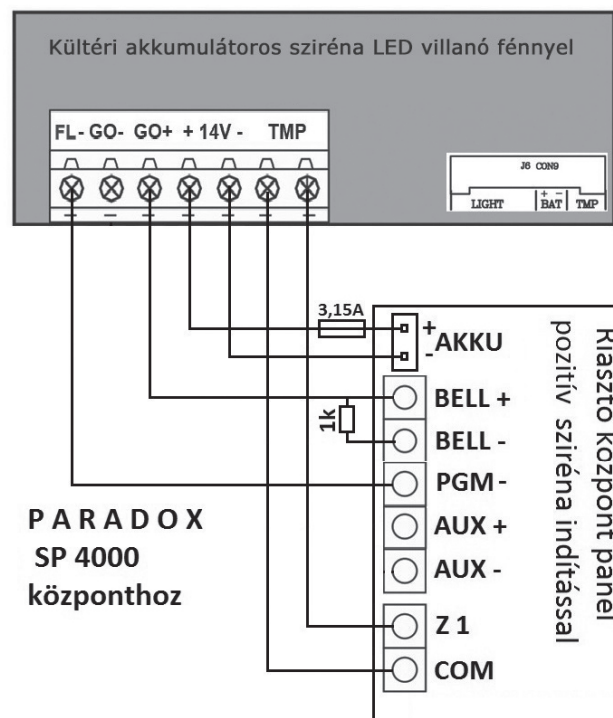 Kültéri akkumulátoros sziréna LED villanó fénnyel
FL- GO- GO+ + 14V - TMP
J6 CON9
LIGHT
+ -
BAT
TMP
3,15A
+
-
AKKU
BELL +
1k
BELL -
PGM -
AUX +
AUX -
Z 1
COM
Riasztó központ panel
pozitív sziréna indítással
P A R A D O X
SP 4000
központhoz